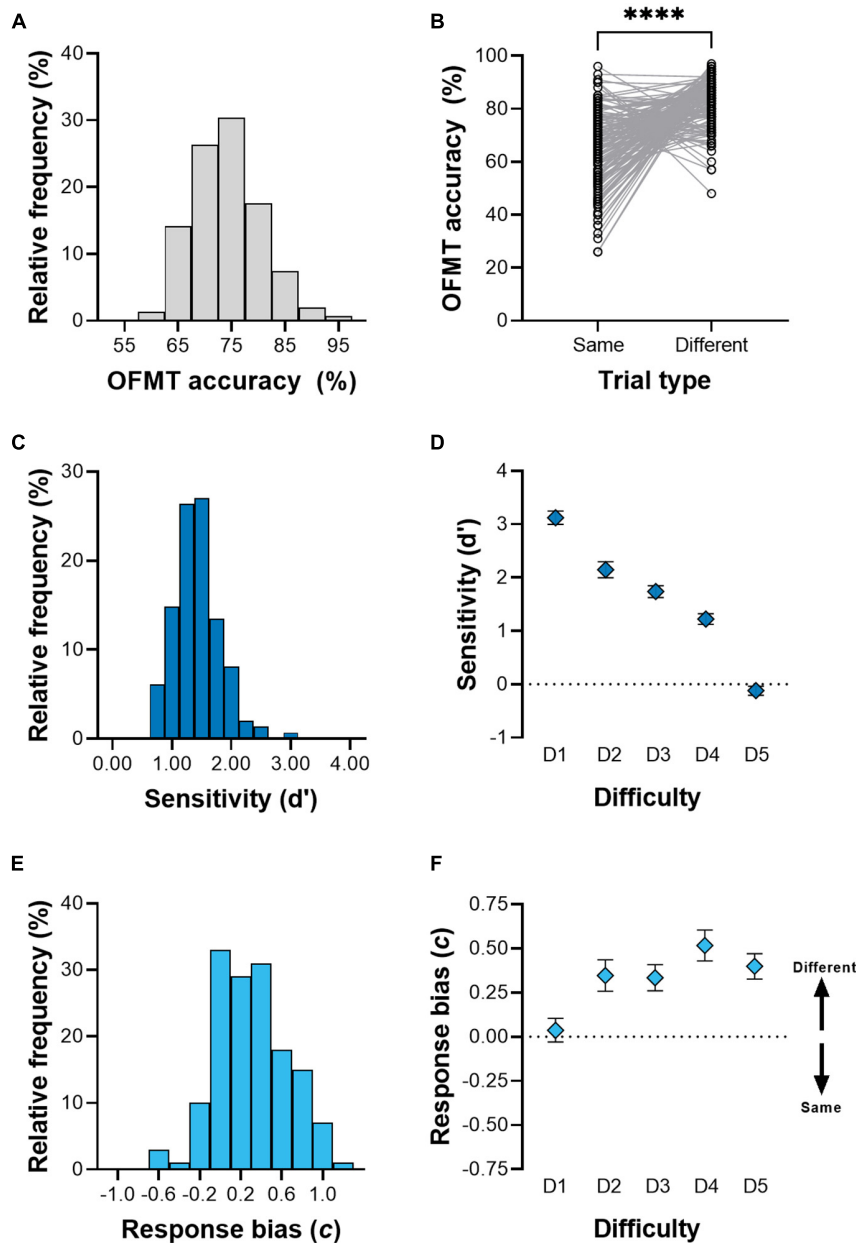 A
Relative frequency (%)
40
30
20
10
0
55 65 75 85 95
OFMT accuracy (%)
B
****
OFMT accuracy (%)
100
80
60
40
20
0
Same Different
Trial type
C
Relative frequency (%)
30
20
10
0
0.00 1.00 2.00 3.00 4.00
Sensitivity (d')
D
Sensitivity (d')
4
3
2
1
0
-1
D1 D2 D3 D4 D5
Difficulty
E
Relative frequency (%)
40
30
20
10
0
-1.0 -0.6 -0.2 0.2 0.6 1.0
Response bias (c)
F
Response bias (c)
0.75
0.50
0.25
0.00
-0.25
-0.50
-0.75
D1 D2 D3 D4 D5
Difficulty
Different
Same